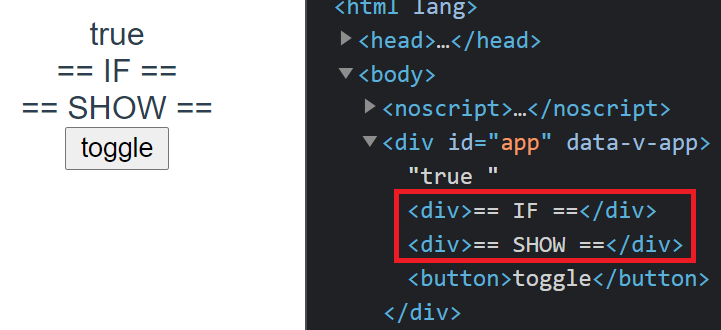 true
== IF ==
== SHOW ==
toggle
<html lang>
<head>…</head>
<body>
<noscript>…</noscript>
<div id="app" data-v-app>
"true "
<div>== IF ==</div>
<div>== SHOW ==</div>
<button>toggle</button>
</div>